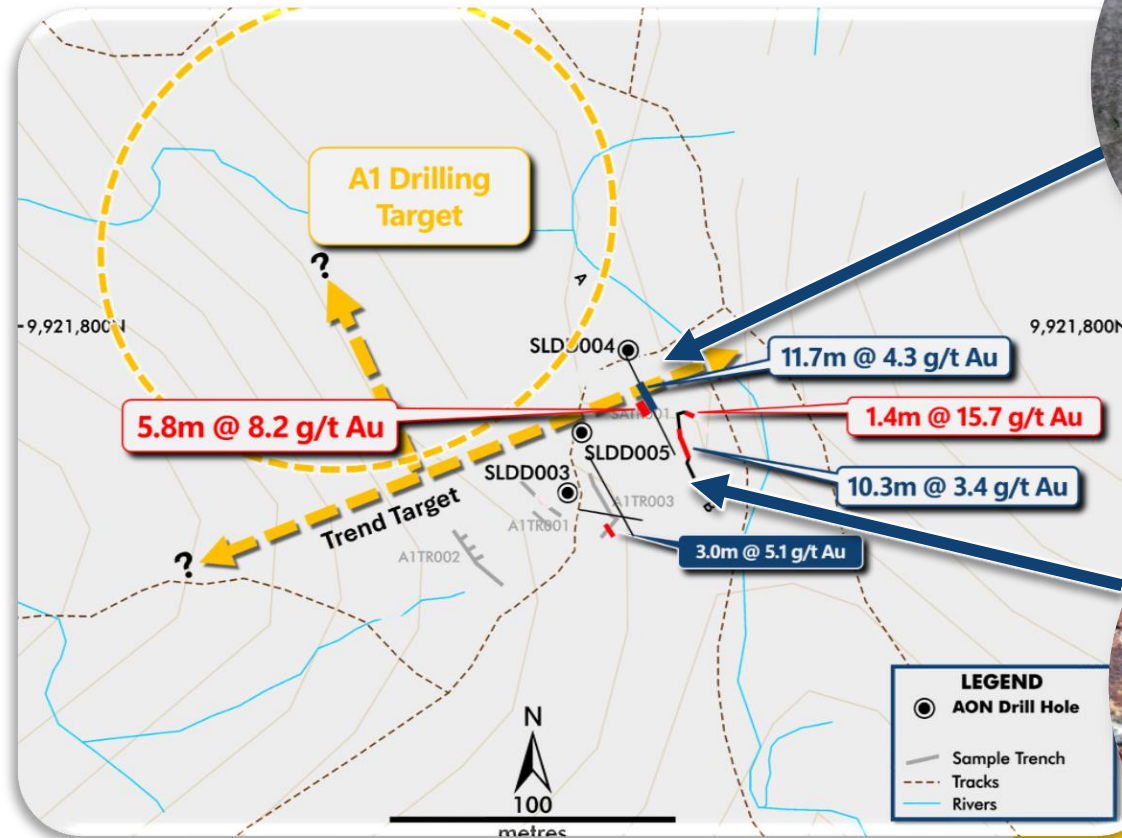 A1 Drilling
Target
?
A
9,921,800N
9,921,800N
SLDD004
11.7m @ 4.3 g/t Au
5.8m @ 8.2 g/t Au
1.4m @ 15.7 g/t Au
SLDD005
SLDD003
10.3m @ 3.4 g/t Au
Trend Target
A1TR003
A1TR001
A1TR002
3.0m @ 5.1 g/t Au
?
LEGEND
AON Drill Hole
Sample Trench
Tracks
Rivers
N
100
metres